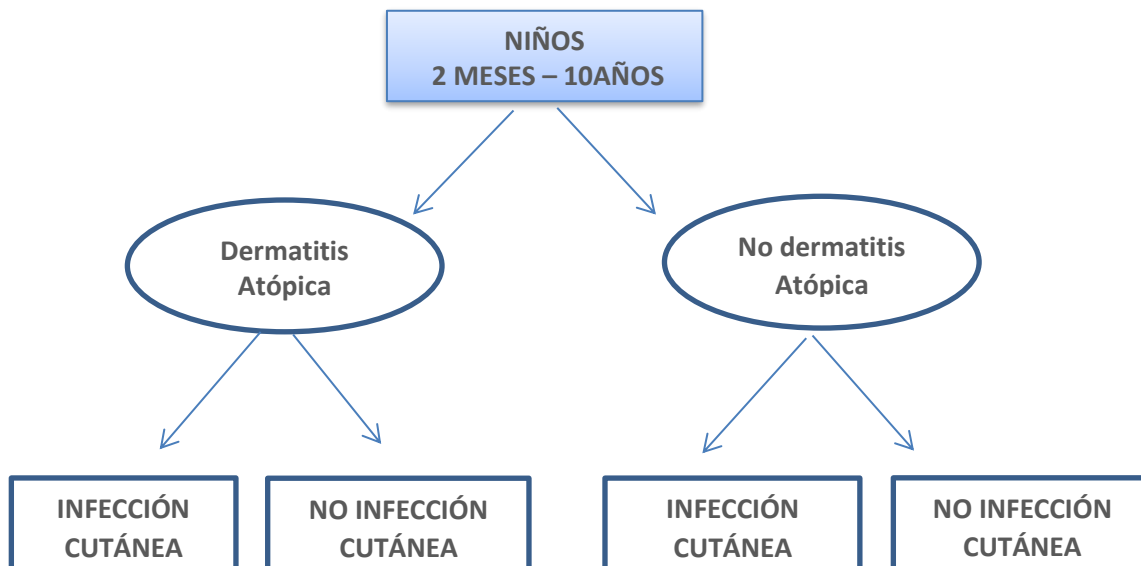 NIÑOS
2 MESES – 10AÑOS
Dermatitis
Atópica
No dermatitis
Atópica
INFECCIÓN
CUTÁNEA
NO INFECCIÓN
CUTÁNEA
INFECCIÓN
CUTÁNEA
NO INFECCIÓN
CUTÁNEA